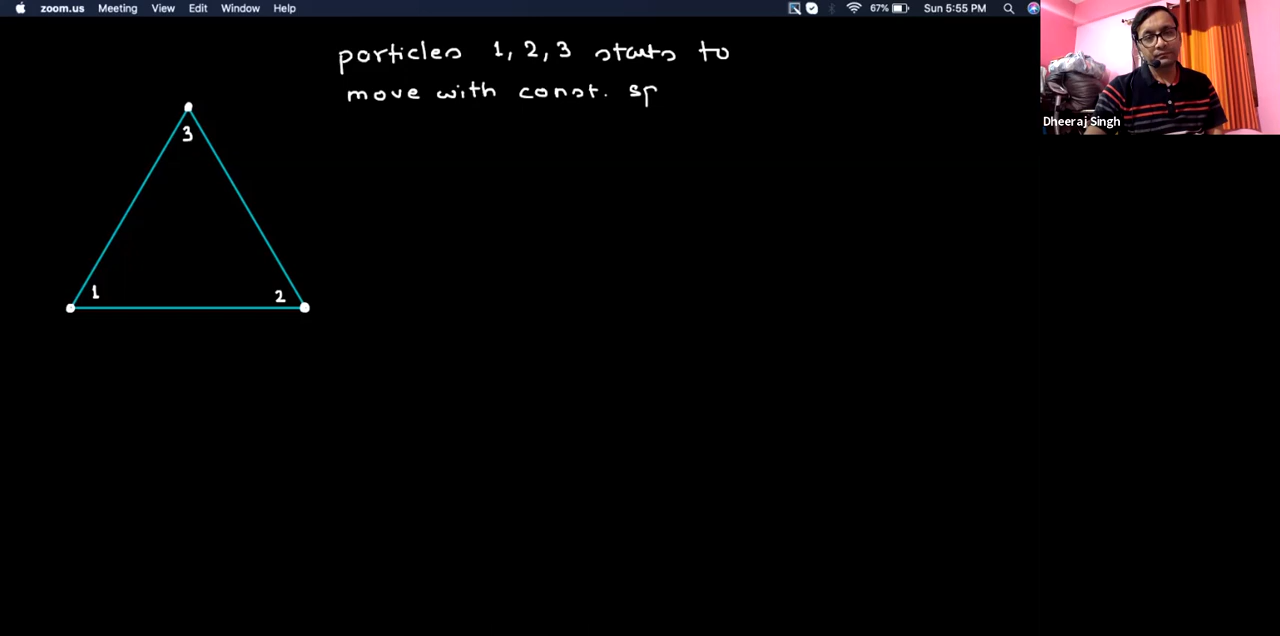 zoom.us Meeting View Edit Window Help 67% Sun 5:55 PM
particles 1, 2, 3 starts to
move with const. sp
3
1
2
Dheeraj Singh